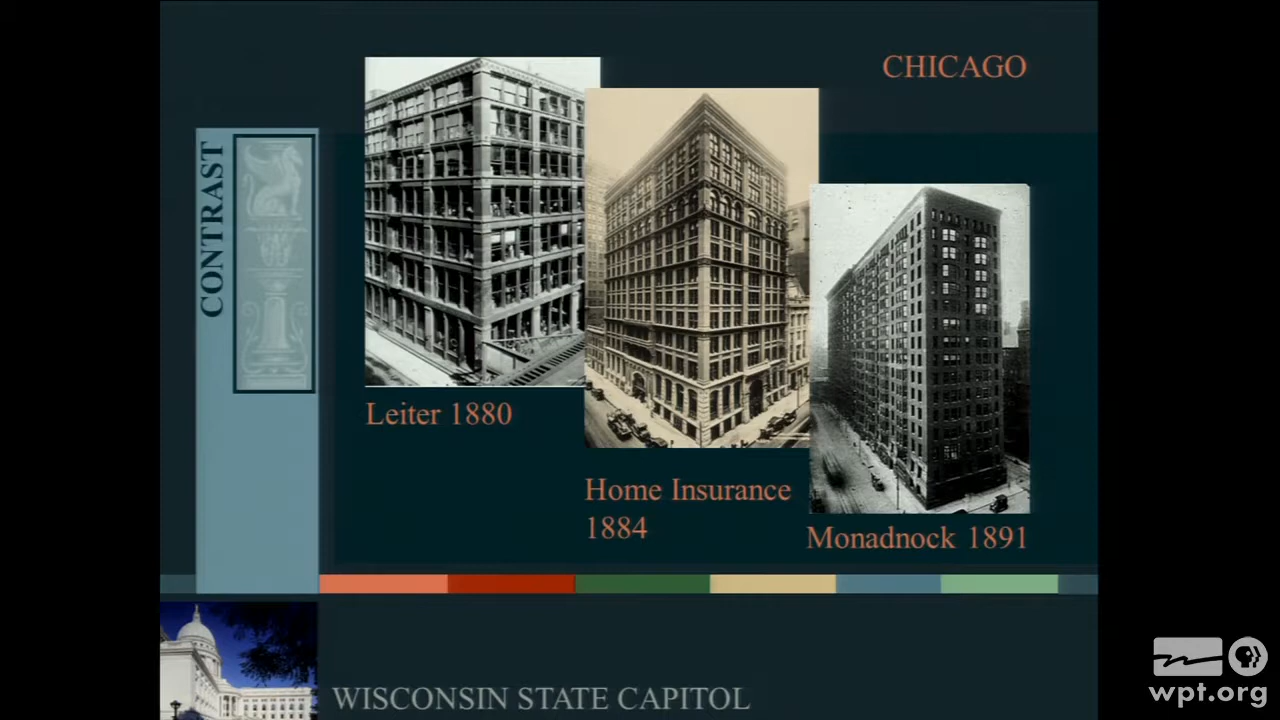 CHICAGO
CONTRAST
Leiter 1880
Home Insurance
1884
Monadnock 1891
WISCONSIN STATE CAPITOL
wpt.org